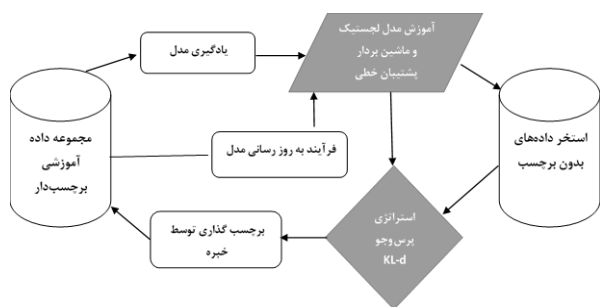 آموزش مدل لجستیک
و ماشین بردار
پشتیبان خطی
یادگیری مدل
مجموعه داده
آموزشی
برچسب‌دار
استخر داده‌های
بدون برچسب
فرآیند به روز رسانی مدل
استراتژی
پرس‌وجو
KL-d
برچسب گذاری توسط
خبره